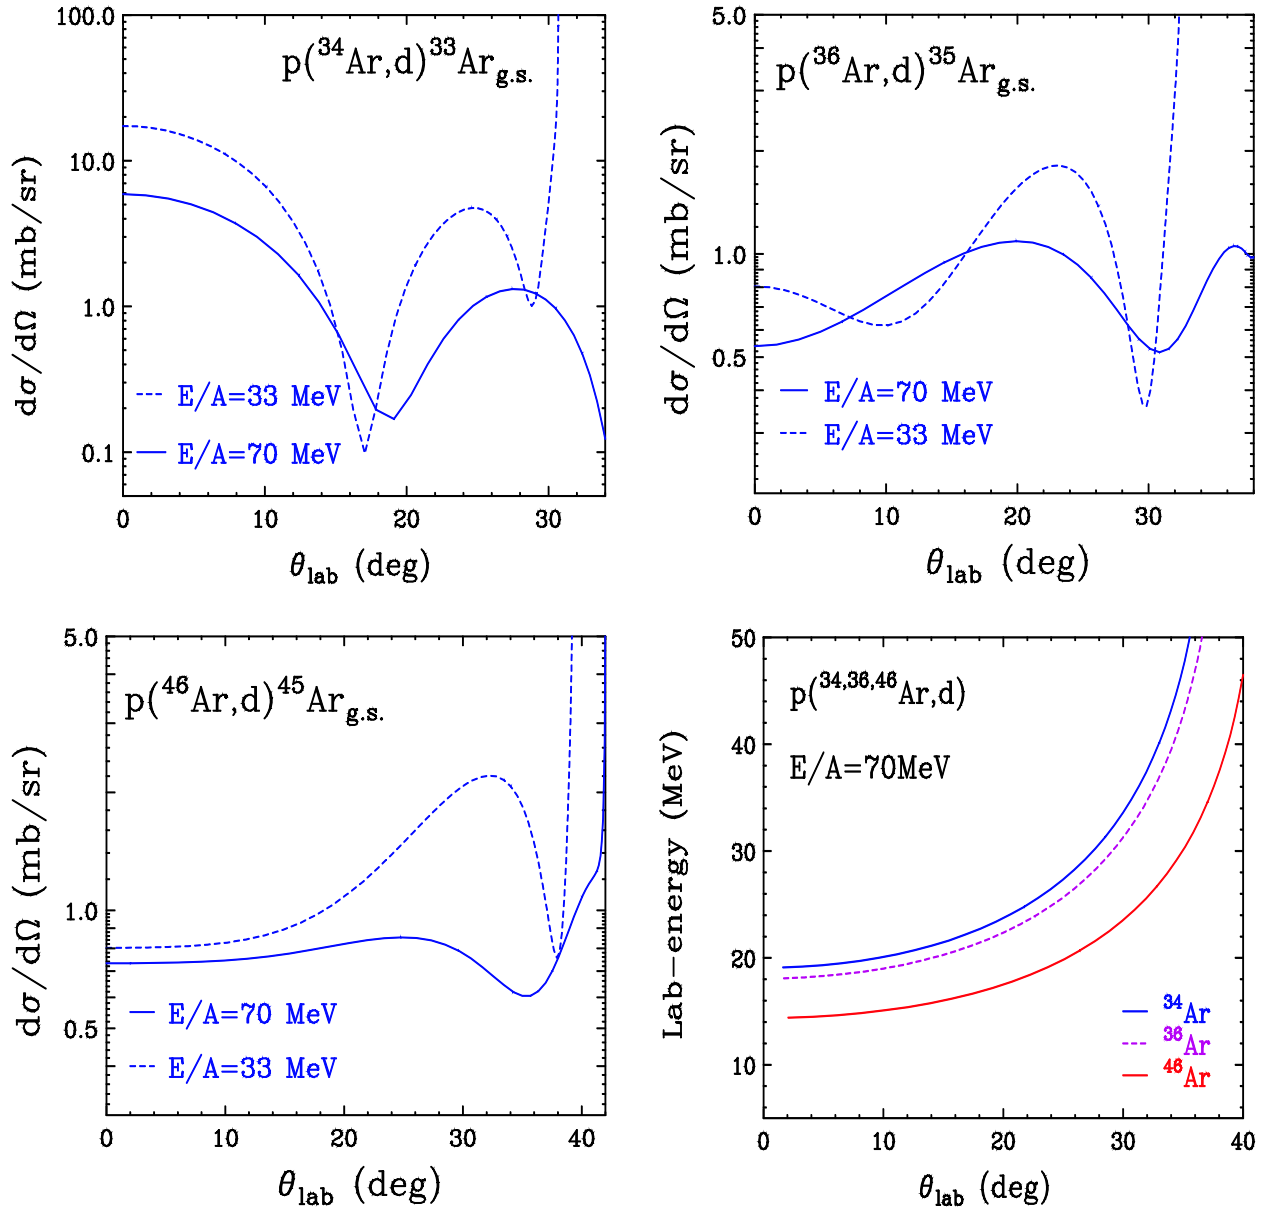 100.0
10.0
1.0
0.1
dσ/dΩ (mb/sr)
p(³⁴Ar,d)³³Ar g.s.
E/A=33 MeV
E/A=70 MeV
0 10 20 30
θlab (deg)
5.0
1.0
0.5
dσ/dΩ (mb/sr)
p(³⁶Ar,d)³⁵Ar g.s.
E/A=70 MeV
E/A=33 MeV
0 10 20 30
θlab (deg)
5.0
1.0
0.5
dσ/dΩ (mb/sr)
p(⁴⁶Ar,d)⁴⁵Ar g.s.
E/A=70 MeV
E/A=33 MeV
0 10 20 30 40
θlab (deg)
50
40
30
20
10
Lab-energy (MeV)
p(³⁴,³⁶,⁴⁶Ar,d)
E/A=70MeV
³⁴Ar
³⁶Ar
⁴⁶Ar
0 10 20 30 40
θlab (deg)